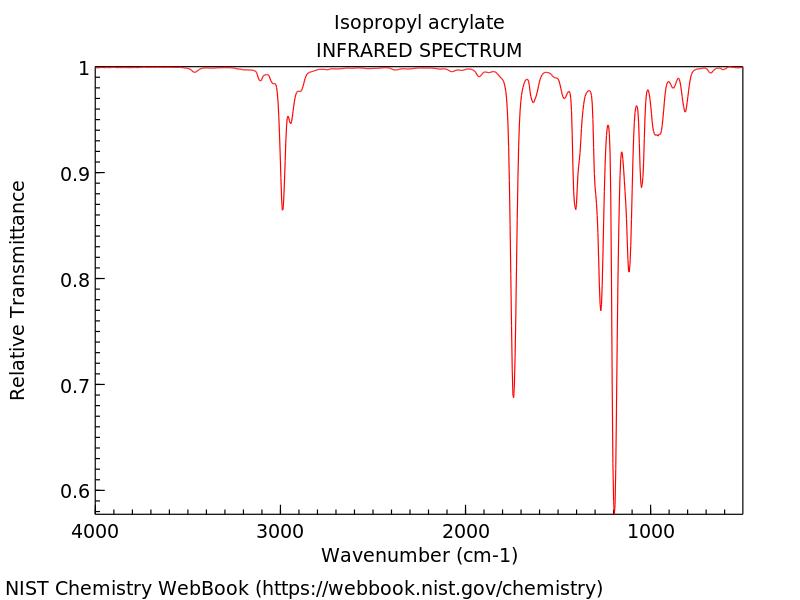 Isopropyl acrylate
INFRARED SPECTRUM
1
0.9
0.8
0.7
0.6
Relative Transmittance
4000 3000 2000 1000
Wavenumber (cm-1)
NIST Chemistry WebBook (https://webbook.nist.gov/chemistry)